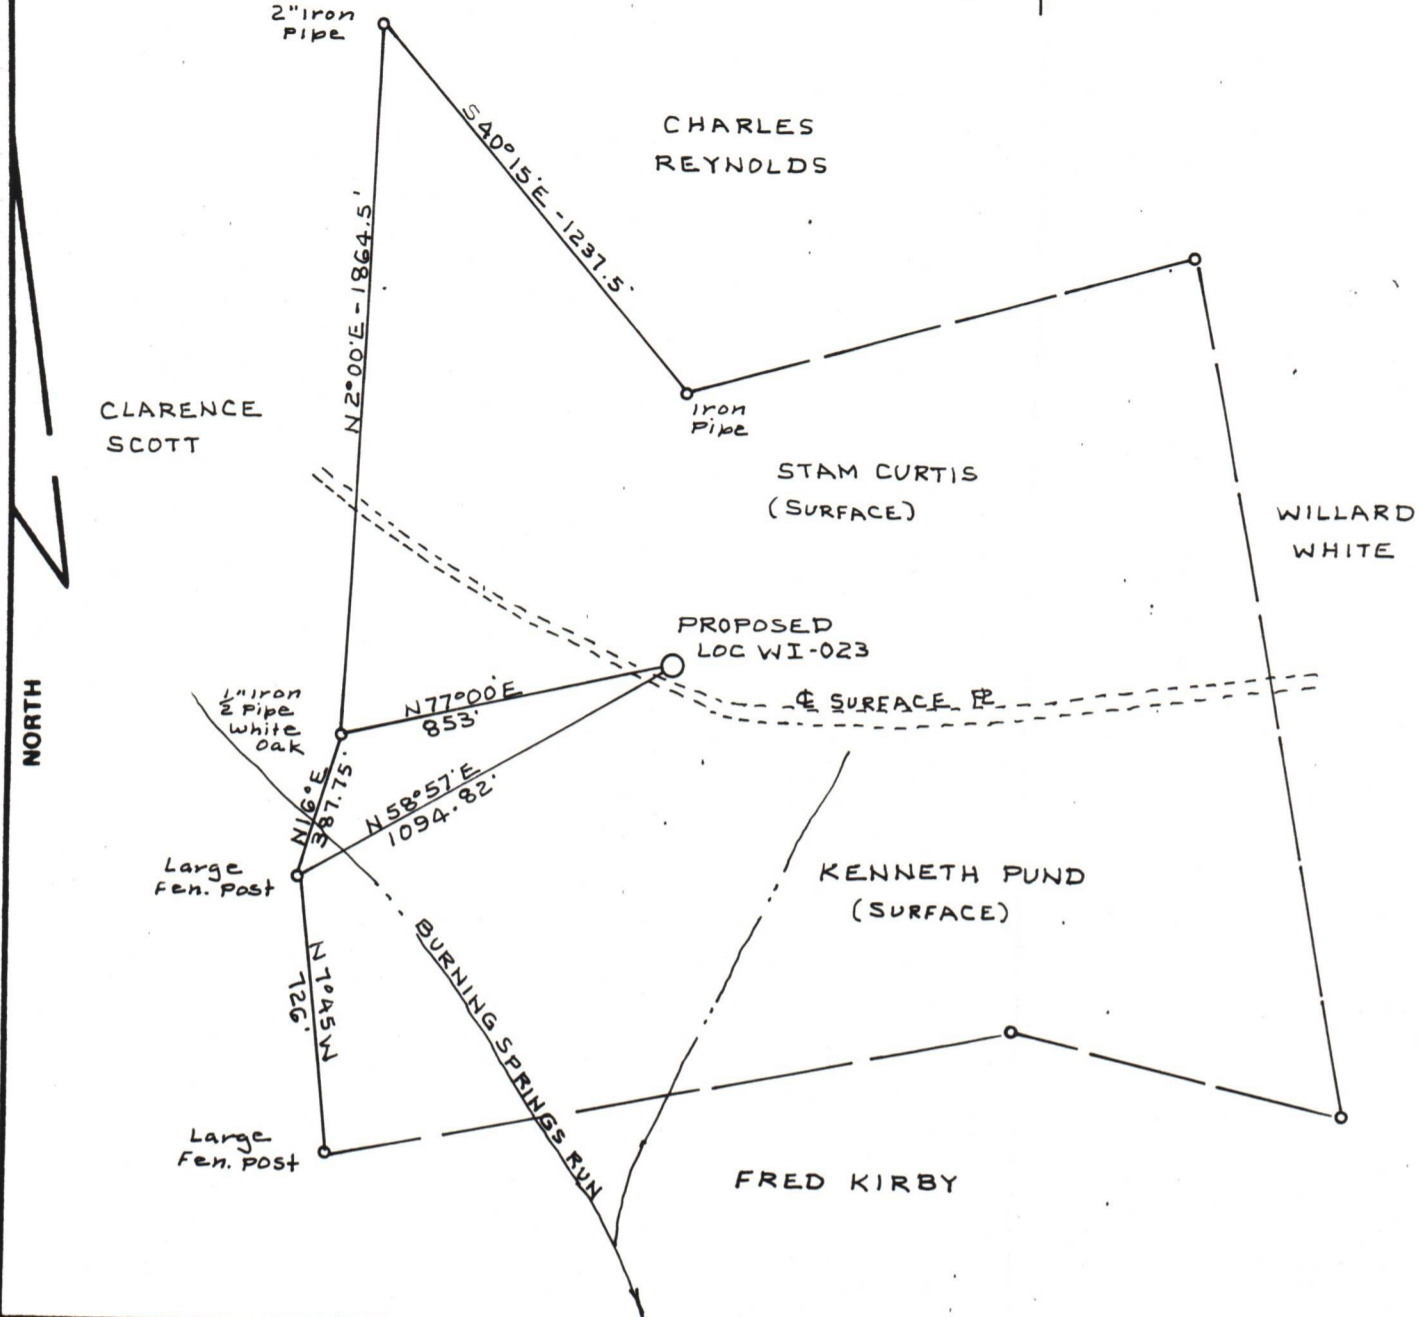 2" Iron
Pipe
CHARLES
REYNOLDS
S 40° 15' E - 1237.5'
N 2° 00' E - 1864.5'
CLARENCE
SCOTT
Iron
Pipe
STAM CURTIS
(SURFACE)
WILLARD
WHITE
PROPOSED
LOC WI-023
NORTH
1" Iron
1/2 Pipe
White
Oak
N 77° 00' E
853'
℄ SURFACE
N 16° E
387.75'
N 58° 57' E
1094.82'
Large
Fen. Post
KENNETH PUND
(SURFACE)
N 7° 45 W
726'
BURNING SPRINGS RUN
Large
Fen. Post
FRED KIRBY